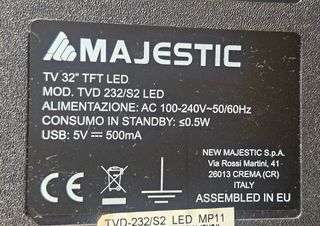 MAJESTIC
TV 32" TFT LED
MOD. TVD 232/S2 LED
ALIMENTAZIONE: AC 100-240V~50/60Hz
CONSUMO IN STANDBY: ≤0.5W
USB: 5V⎓500mA
NEW MAJESTIC S.p.A.
Via Rossi Martini, 41
26013 CREMA (CR)
ITALY
ASSEMBLED IN EU
CE
TVD-232/S2 LED MP11